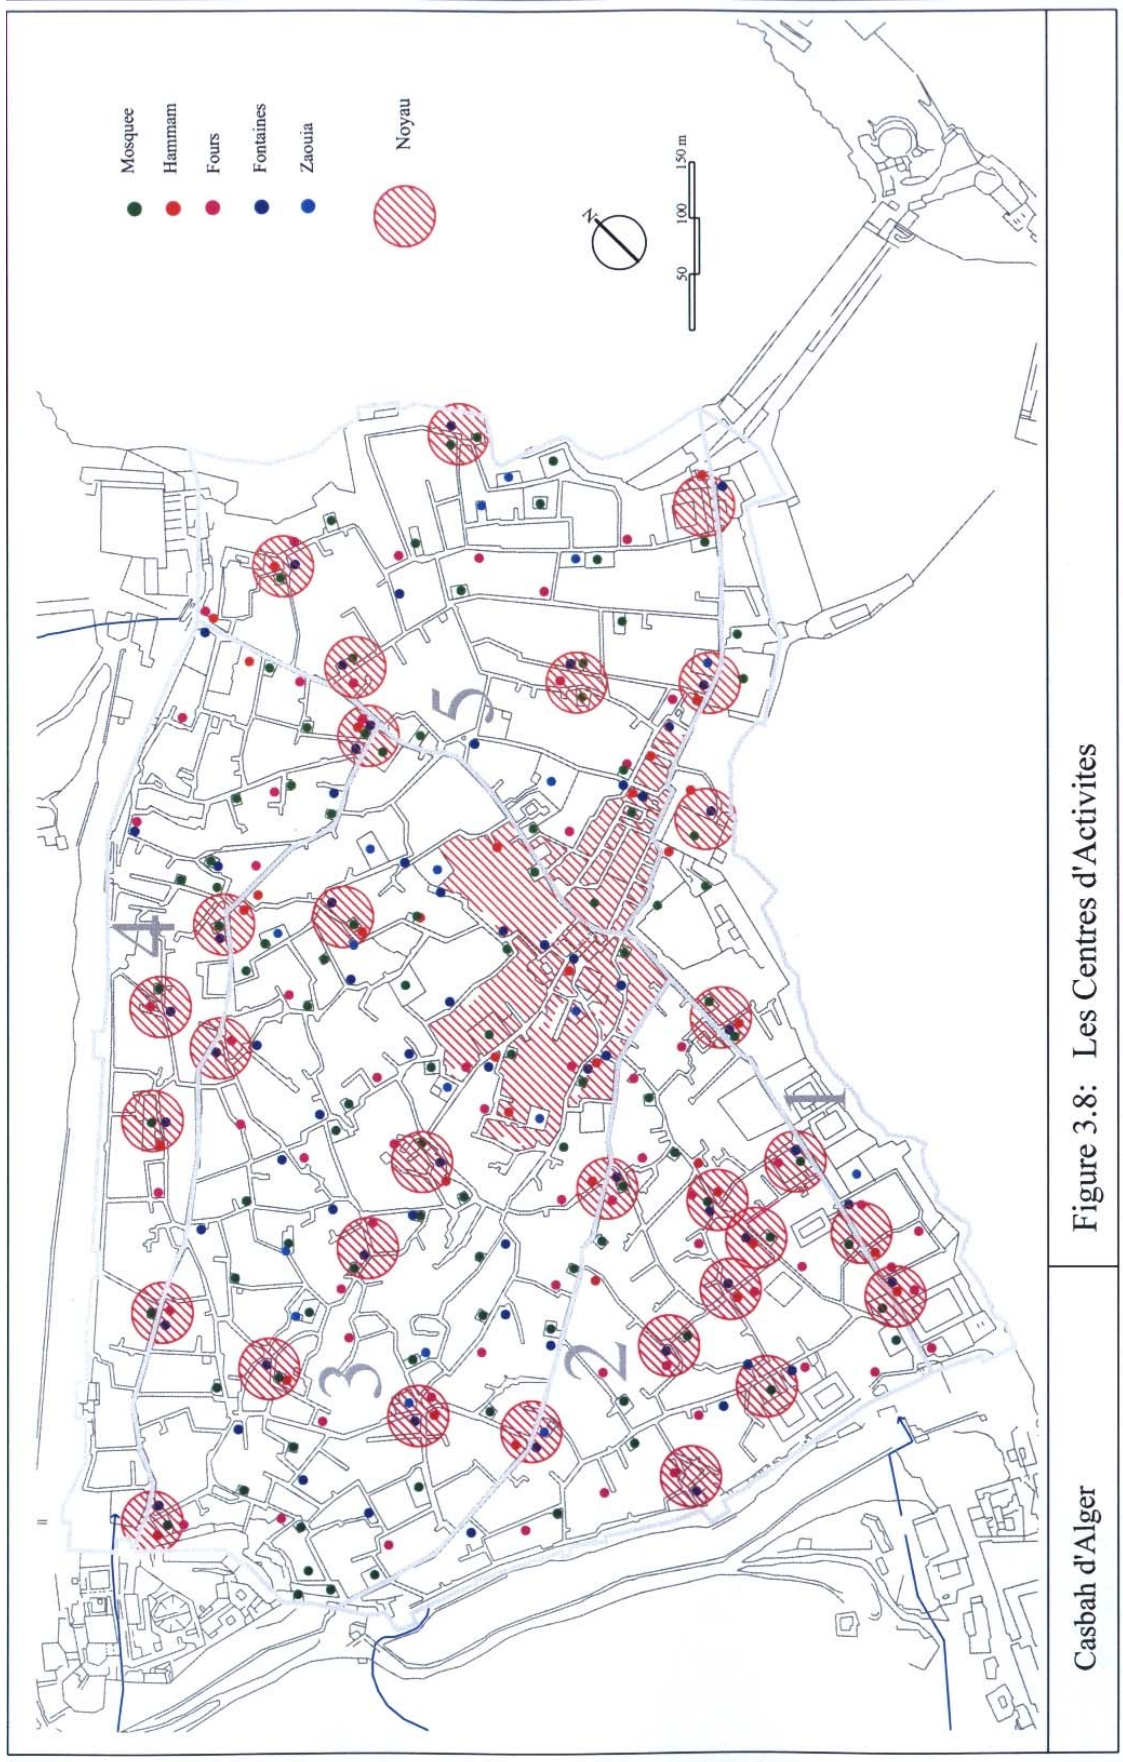 Mosquee
Hammam
Fours
Fontaines
Zaouia
Noyau
N
50 100 150 m
1
2
3
4
5
Casbah d'Alger
Figure 3.8: Les Centres d'Activites